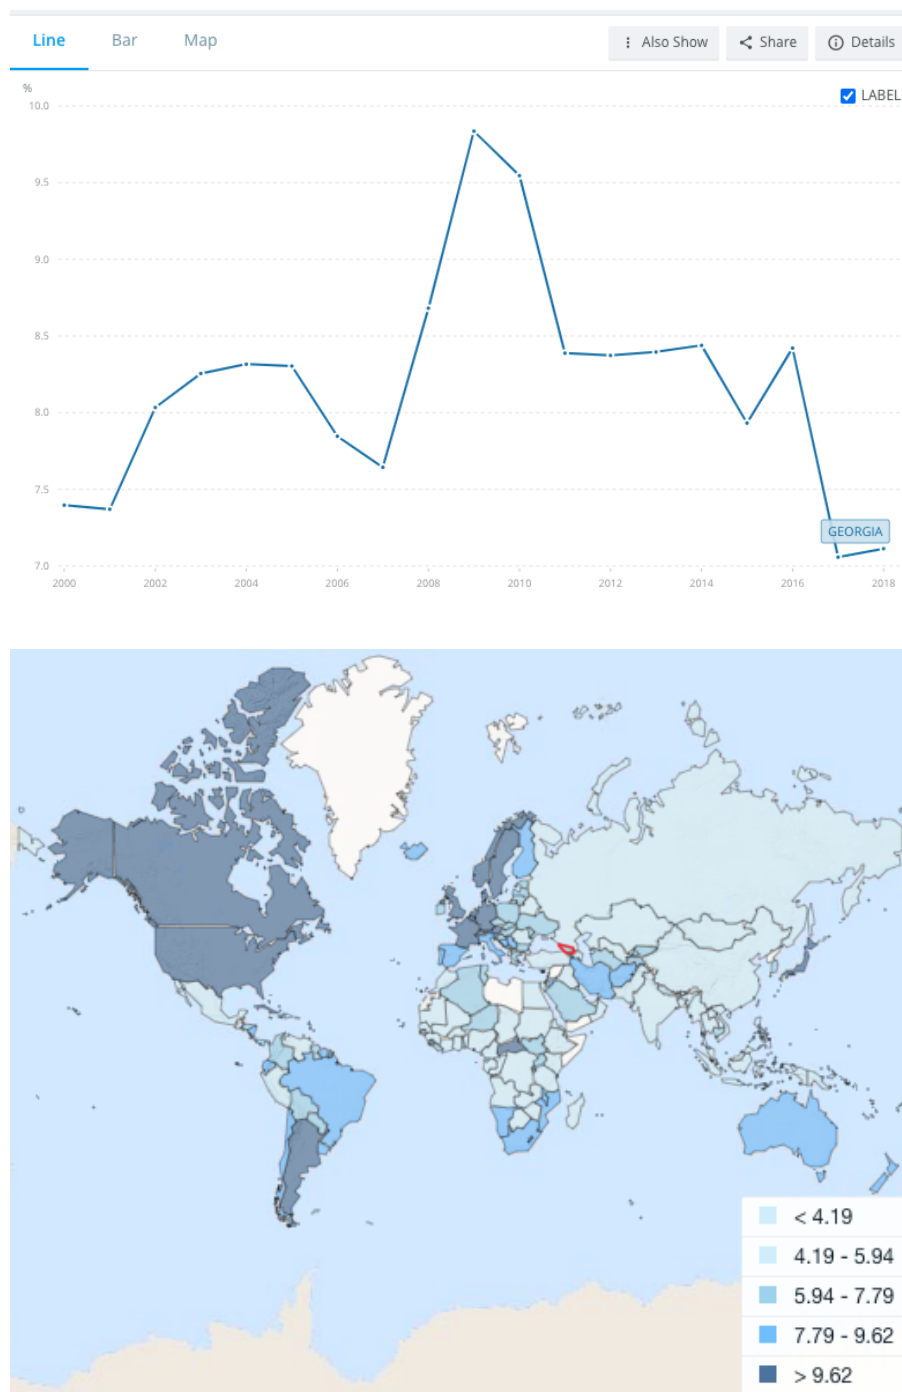 Line Bar Map Also Show Share Details
%
LABEL
10.0
9.5
9.0
8.5
8.0
7.5
GEORGIA
7.0
2000 2002 2004 2006 2008 2010 2012 2014 2016 2018
< 4.19
4.19 - 5.94
5.94 - 7.79
7.79 - 9.62
> 9.62